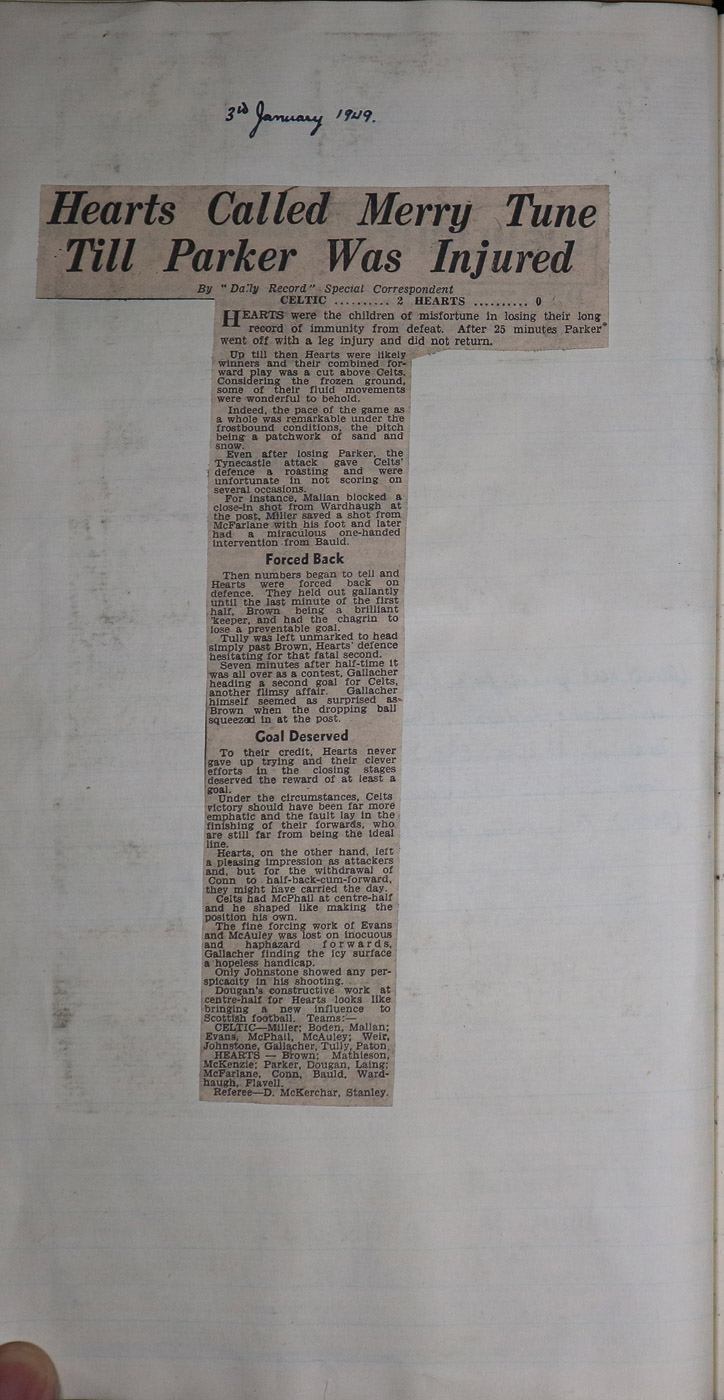 3rd January 1949.
Hearts Called Merry Tune
Till Parker Was Injured
By "Daily Record" Special Correspondent
CELTIC .......... 2 HEARTS .......... 0
HEARTS were the children of misfortune in losing their long
record of immunity from defeat. After 25 minutes Parker
went off with a leg injury and did not return.
Up till then Hearts were likely
winners and their combined for-
ward play was a cut above Celts.
Considering the frozen ground,
some of their fluid movements
were wonderful to behold.
Indeed, the pace of the game as
a whole was remarkable under the
frostbound conditions, the pitch
being a patchwork of sand and
snow.
Even after losing Parker, the
Tynecastle attack gave Celts'
defence a roasting and were
unfortunate in not scoring on
several occasions.
For instance, Mallan blocked a
close-in shot from Wardhaugh at
the post, Miller saved a shot from
McFarlane with his foot and later
had a miraculous one-handed
intervention from Bauld.
Forced Back
Then numbers began to tell and
Hearts were forced back on
defence. They held out gallantly
until the last minute of the first
half, Brown being a brilliant
'keeper, and had the chagrin to
lose a preventable goal.
Tully was left unmarked to head
simply past Brown, Hearts' defence
hesitating for that fatal second.
Seven minutes after half-time it
was all over as a contest, Gallacher
heading a second goal for Celts,
another flimsy affair. Gallacher
himself seemed as surprised as
Brown when the dropping ball
squeezed in at the post.
Goal Deserved
To their credit, Hearts never
gave up trying and their clever
efforts in the closing stages
deserved the reward of at least a
goal.
Under the circumstances, Celts
victory should have been far more
emphatic and the fault lay in the
finishing of their forwards, who
are still far from being the ideal
line.
Hearts, on the other hand, left
a pleasing impression as attackers
and, but for the withdrawal of
Conn to half-back-cum-forward,
they might have carried the day.
Celts had McPhail at centre-half
and he shaped like making the
position his own.
The fine forcing work of Evans
and McAuley was lost on inocuous
and haphazard forwards,
Gallacher finding the icy surface
a hopeless handicap.
Only Johnstone showed any per-
spicacity in his shooting.
Dougan's constructive work at
centre-half for Hearts looks like
bringing a new influence to
Scottish football. Teams:—
CELTIC—Miller; Boden, Mallan;
Evans, McPhail, McAuley; Weir,
Johnstone, Gallacher, Tully, Paton.
HEARTS — Brown; Mathieson,
McKenzie; Parker, Dougan, Laing;
McFarlane, Conn, Bauld, Ward-
haugh, Flavell.
Referee—D. McKerchar, Stanley.